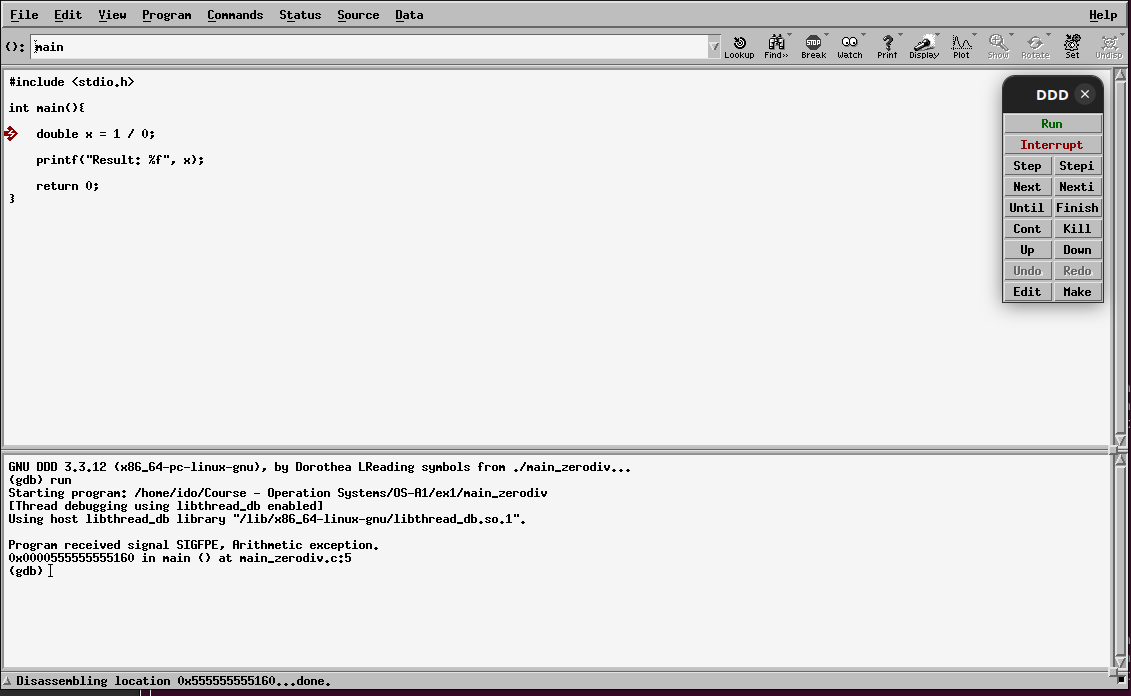 File Edit View Program Commands Status Source Data Help
(): main
Lookup Find>> Break Watch Print Display Plot Show Rotate Set Undisp
STOP
#include <stdio.h>
int main(){
double x = 1 / 0;
printf("Result: %f", x);
return 0;
}
DDD
Run
Interrupt
Step Stepi
Next Nexti
Until Finish
Cont Kill
Up Down
Undo Redo
Edit Make
GNU DDD 3.3.12 (x86_64-pc-linux-gnu), by Dorothea LReading symbols from ./main_zerodiv...
(gdb) run
Starting program: /home/ido/Course - Operation Systems/OS-A1/ex1/main_zerodiv
[Thread debugging using libthread_db enabled]
Using host libthread_db library "/lib/x86_64-linux-gnu/libthread_db.so.1".
Program received signal SIGFPE, Arithmetic exception.
0x0000555555555160 in main () at main_zerodiv.c:5
(gdb)
Disassembling location 0x555555555160...done.